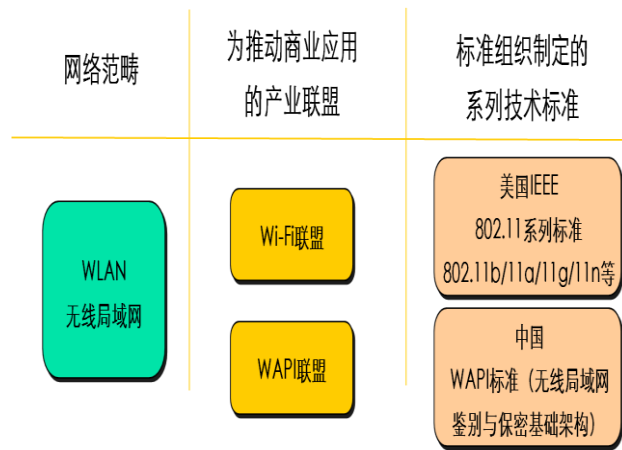 网络范畴
为推动商业应用
的产业联盟
标准组织制定的
系列技术标准
WLAN
无线局域网
Wi-Fi联盟
WAPI联盟
美国IEEE
802.11系列标准
802.11b/11a/11g/11n等
中国
WAPI标准（无线局域网
鉴别与保密基础架构）